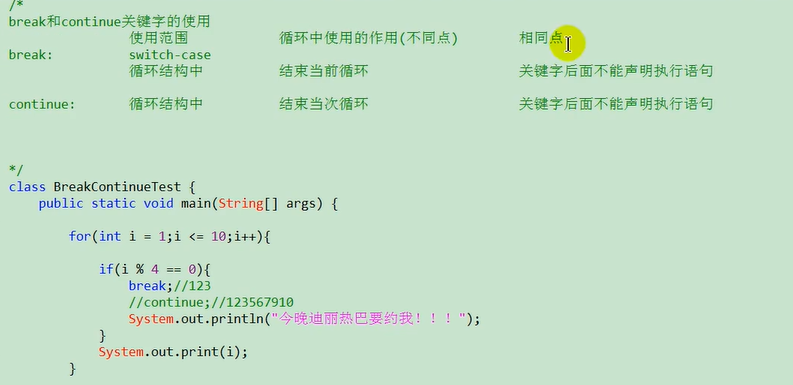 /*
break和continue关键字的使用
使用范围 循环中使用的作用(不同点) 相同点
break: switch-case
循环结构中 结束当前循环 关键字后面不能声明执行语句
continue: 循环结构中 结束当次循环 关键字后面不能声明执行语句
*/
class BreakContinueTest {
public static void main(String[] args) {
for(int i = 1;i <= 10;i++){
if(i % 4 == 0){
break;//123
//continue;//123567910
System.out.println("今晚迪丽热巴要约我！！！");
}
System.out.print(i);
}